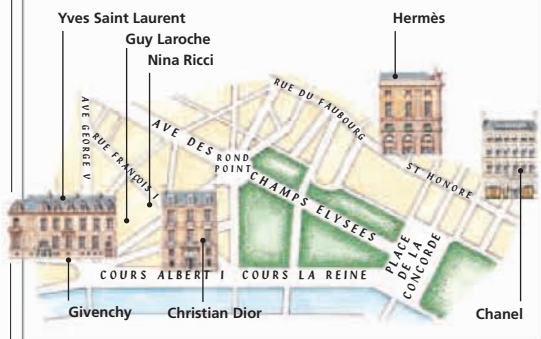 Yves Saint Laurent
Guy Laroche
Nina Ricci
Hermès
AVE GEORGE V
RUE FRANÇOIS I
AVE DES
ROND
POINT
CHAMPS ELYSEES
RUE DU FAUBOURG
ST HONORE
PLACE
DE LA
CONCORDE
COURS ALBERT I
COURS LA REINE
Givenchy
Christian Dior
Chanel